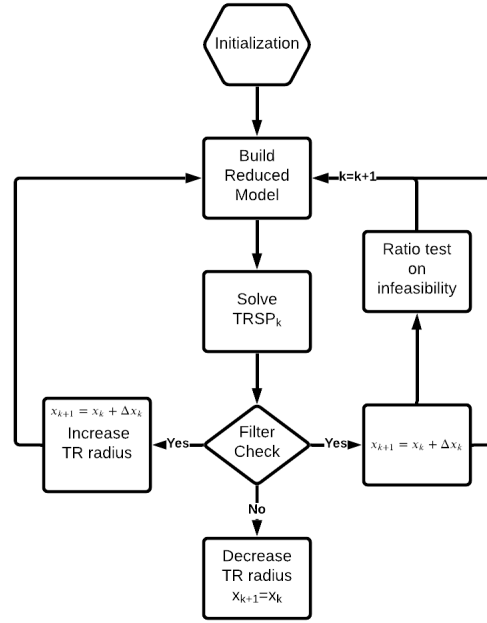 Initialization
Build
Reduced
Model
k=k+1
Ratio test
on
infeasibility
Solve
TRSPₖ
xₖ₊₁ = xₖ + Δxₖ
Increase
TR radius
Yes
Filter
Check
Yes
xₖ₊₁ = xₖ + Δxₖ
No
Decrease
TR radius
xₖ₊₁=xₖ